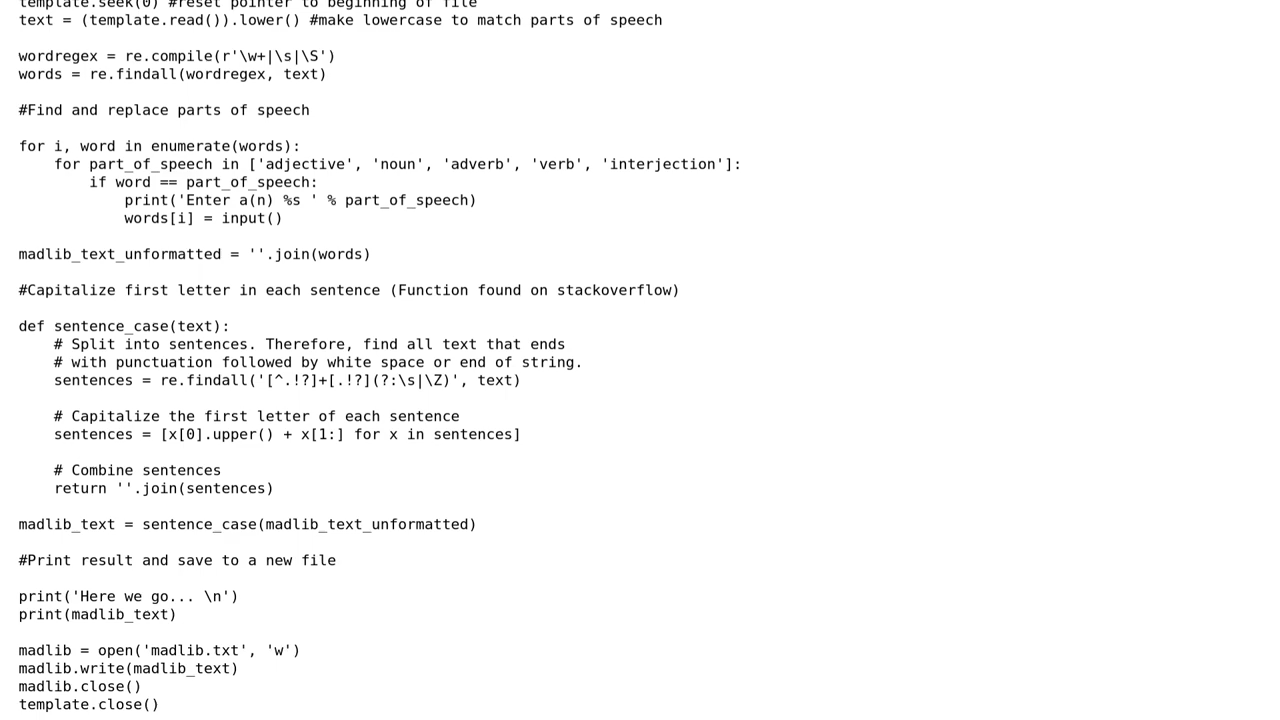 template.seek(0) #reset pointer to beginning of file
text = (template.read()).lower() #make lowercase to match parts of speech

wordregex = re.compile(r'\w+|\s|\S')
words = re.findall(wordregex, text)

#Find and replace parts of speech

for i, word in enumerate(words):
    for part_of_speech in ['adjective', 'noun', 'adverb', 'verb', 'interjection']:
        if word == part_of_speech:
            print('Enter a(n) %s ' % part_of_speech)
            words[i] = input()

madlib_text_unformatted = ''.join(words)

#Capitalize first letter in each sentence (Function found on stackoverflow)

def sentence_case(text):
    # Split into sentences. Therefore, find all text that ends
    # with punctuation followed by white space or end of string.
    sentences = re.findall('[^.!?]+[.!?](?:\s|\Z)', text)

    # Capitalize the first letter of each sentence
    sentences = [x[0].upper() + x[1:] for x in sentences]

    # Combine sentences
    return ''.join(sentences)

madlib_text = sentence_case(madlib_text_unformatted)

#Print result and save to a new file

print('Here we go... \n')
print(madlib_text)

madlib = open('madlib.txt', 'w')
madlib.write(madlib_text)
madlib.close()
template.close()